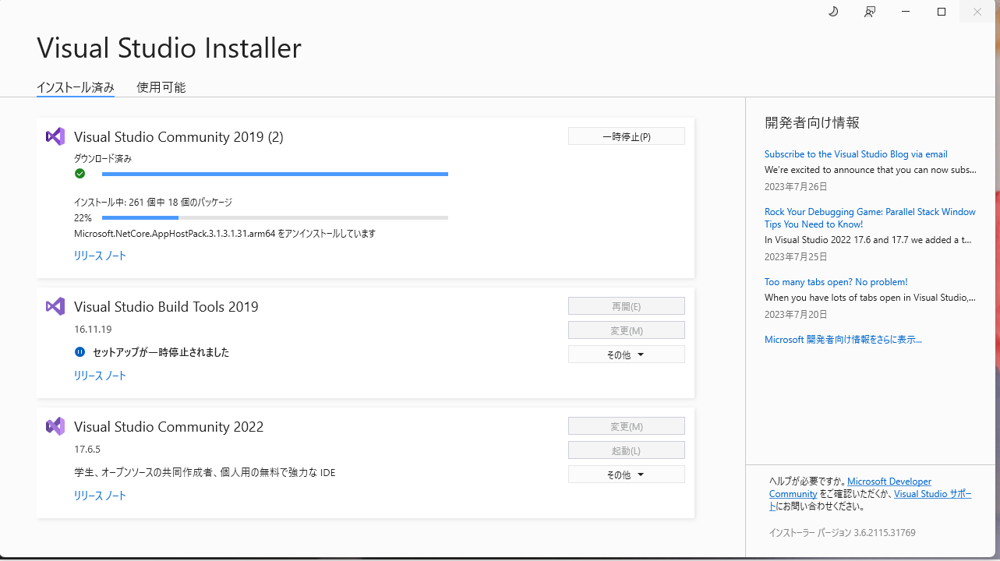 Visual Studio Installer
インストール済み 使用可能
Visual Studio Community 2019 (2)
一時停止(P)
ダウンロード済み
インストール中: 261 個中 18 個のパッケージ
22%
Microsoft.NetCore.AppHostPack.3.1.3.1.31.arm64 をアンインストールしています
リリース ノート
Visual Studio Build Tools 2019
再開(E)
16.11.19
変更(M)
セットアップが一時停止されました
その他
リリース ノート
Visual Studio Community 2022
変更(M)
17.6.5
起動(L)
学生、オープンソースの共同作成者、個人用の無料で強力な IDE
その他
リリース ノート
開発者向け情報
Subscribe to the Visual Studio Blog via email
We're excited to announce that you can now subs...
2023年7月26日
Rock Your Debugging Game: Parallel Stack Window
Tips You Need to Know!
In Visual Studio 2022 17.6 and 17.7 we added a t...
2023年7月25日
Too many tabs open? No problem!
When you have lots of tabs open in Visual Studio,...
2023年7月20日
Microsoft 開発者向け情報をさらに表示...
ヘルプが必要ですか。Microsoft Developer
Community をご確認いただくか、Visual Studio サポー
トにお問い合わせください。
インストーラー バージョン 3.6.2115.31769